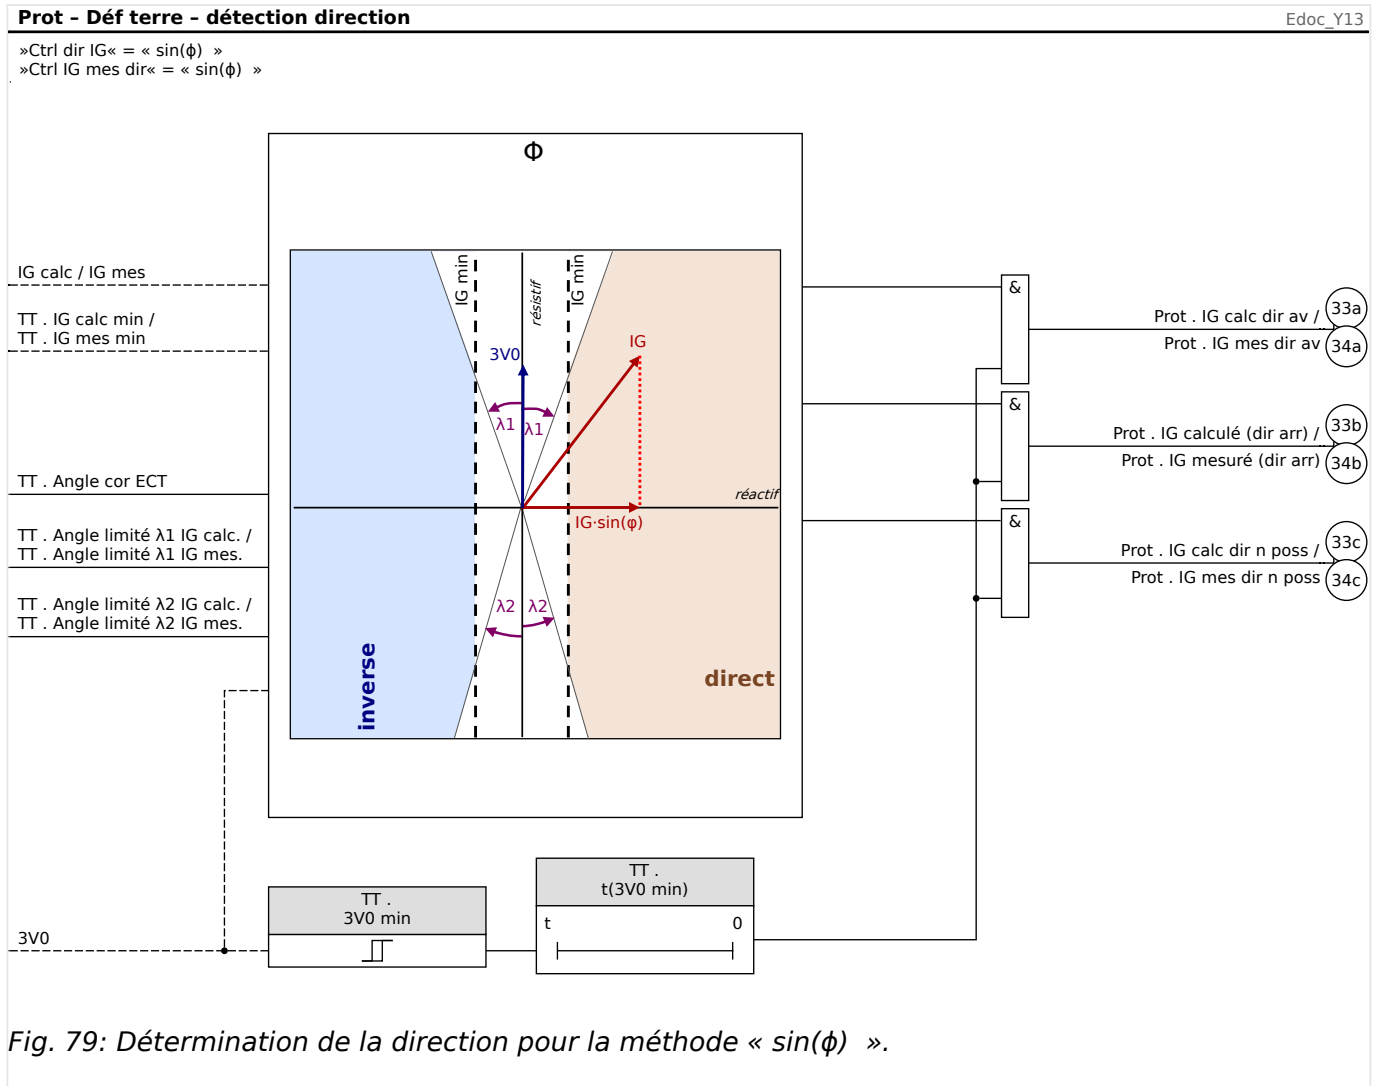 Prot – Déf terre – détection direction
Edoc_Y13
»Ctrl dir IG« = « sin(ϕ)  »
»Ctrl IG mes dir« = « sin(ϕ)  »
Φ
IG calc / IG mes
TT . IG calc min /
TT . IG mes min
TT . Angle cor ECT
TT . Angle limité λ1 IG calc. /
TT . Angle limité λ1 IG mes.
TT . Angle limité λ2 IG calc. /
TT . Angle limité λ2 IG mes.
3V0
IG min
résistif
IG min
3V0
IG
λ1
λ1
réactif
IG·sin(φ)
λ2
λ2
inverse
direct
&
Prot . IG calc dir av /
33a
Prot . IG mes dir av
34a
&
Prot . IG calculé (dir arr) /
33b
Prot . IG mesuré (dir arr)
34b
&
Prot . IG calc dir n poss /
33c
Prot . IG mes dir n poss
34c
TT .
3V0 min
TT .
t(3V0 min)
t
0
Fig. 79: Détermination de la direction pour la méthode « sin(ϕ)  ».